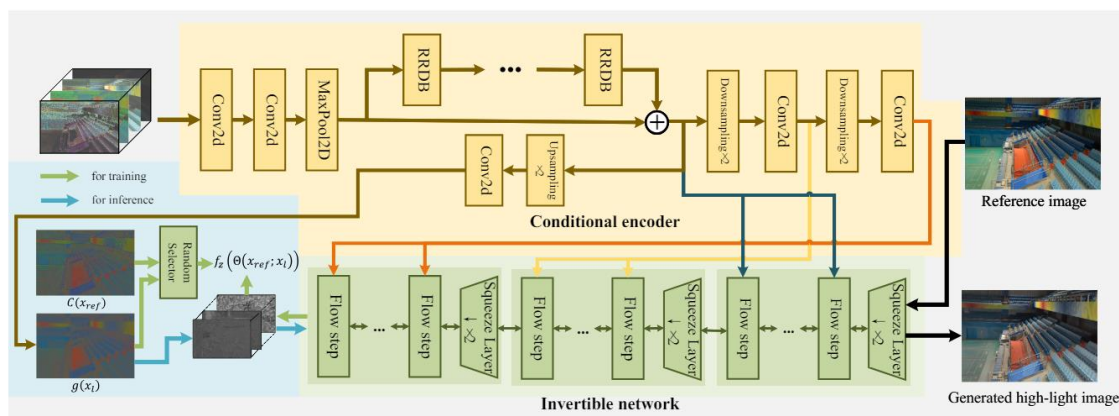 Conv2d
Conv2d
MaxPool2D
RRDB
...
RRDB
+
Downsampling×2
Conv2d
Downsampling×2
Conv2d
Conv2d
Upsampling
×2
Conv2d
Conditional encoder
Reference image
for training
for inference
C(x_ref)
Random
Selector
f_z(Θ(x_ref; x_l))
g(x_l)
Flow step
...
Flow step
Squeeze Layer
↓ ×2
Flow step
...
Flow step
Squeeze Layer
↓ ×2
Flow step
...
Flow step
Squeeze Layer
↓ ×2
Invertible network
Generated high-light image